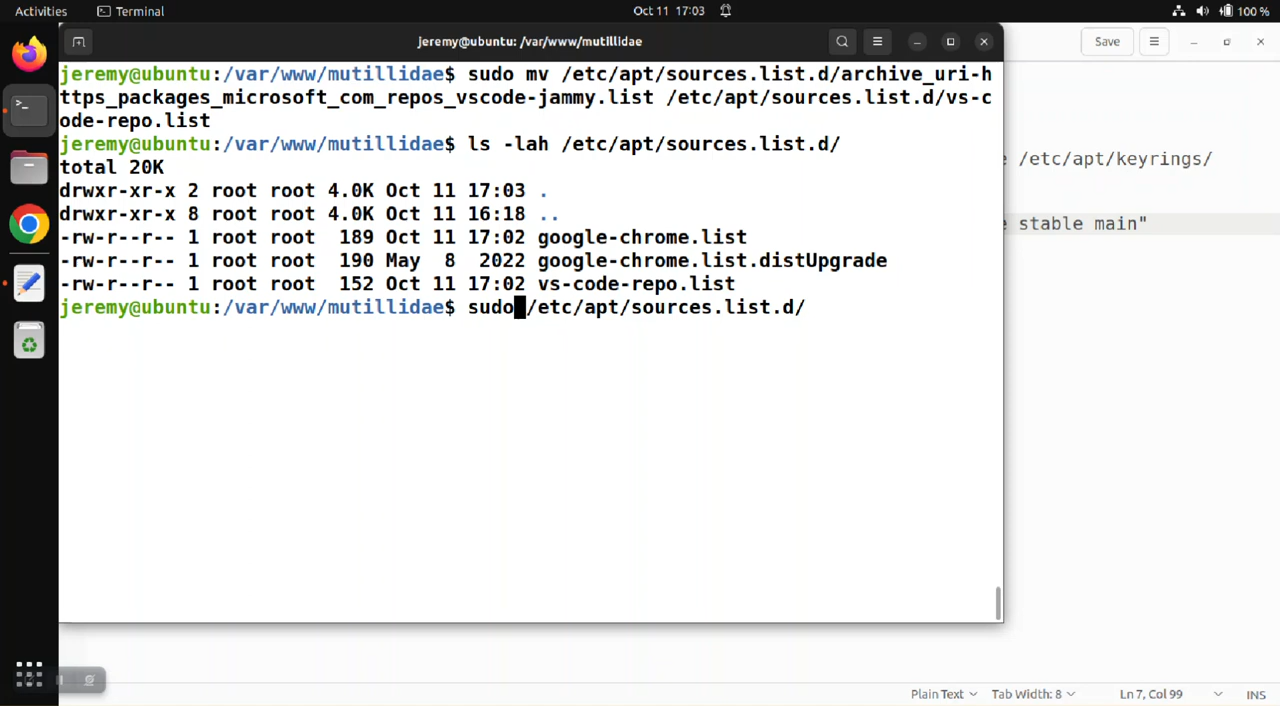 Activities
Terminal
Oct 11 17:03
100 %
jeremy@ubuntu: /var/www/mutillidae
Save
jeremy@ubuntu:/var/www/mutillidae$ sudo mv /etc/apt/sources.list.d/archive_uri-h
ttps_packages_microsoft_com_repos_vscode-jammy.list /etc/apt/sources.list.d/vs-c
ode-repo.list
jeremy@ubuntu:/var/www/mutillidae$ ls -lah /etc/apt/sources.list.d/
total 20K
drwxr-xr-x 2 root root 4.0K Oct 11 17:03 .
drwxr-xr-x 8 root root 4.0K Oct 11 16:18 ..
-rw-r--r-- 1 root root  189 Oct 11 17:02 google-chrome.list
-rw-r--r-- 1 root root  190 May  8  2022 google-chrome.list.distUpgrade
-rw-r--r-- 1 root root  152 Oct 11 17:02 vs-code-repo.list
jeremy@ubuntu:/var/www/mutillidae$ sudo /etc/apt/sources.list.d/
/etc/apt/keyrings/
stable main"
Plain Text
Tab Width: 8
Ln 7, Col 99
INS